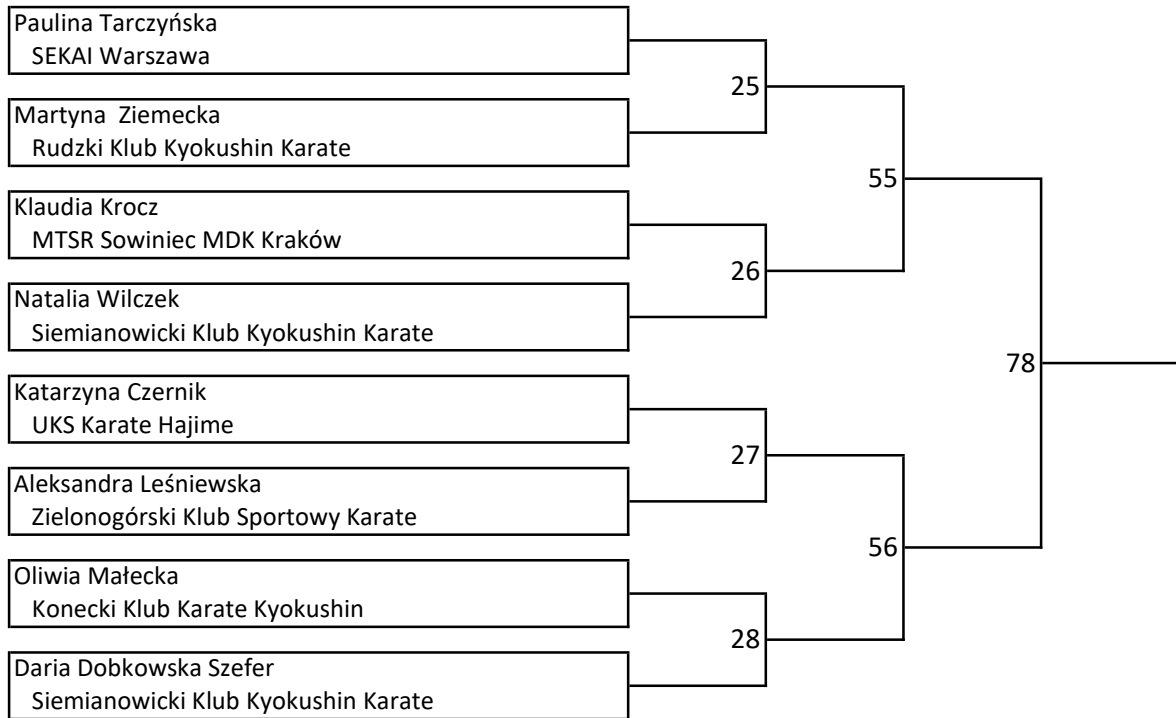 Paulina Tarczyńska
SEKAI Warszawa
25
Martyna  Ziemecka
Rudzki Klub Kyokushin Karate
55
Klaudia Krocz
MTSR Sowiniec MDK Kraków
26
Natalia Wilczek
Siemianowicki Klub Kyokushin Karate
78
Katarzyna Czernik
UKS Karate Hajime
27
Aleksandra Leśniewska
Zielonogórski Klub Sportowy Karate
56
Oliwia Małecka
Konecki Klub Karate Kyokushin
28
Daria Dobkowska Szefer
Siemianowicki Klub Kyokushin Karate